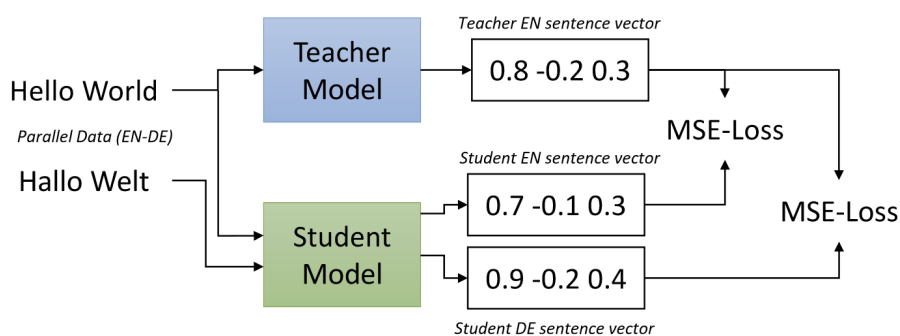 Teacher EN sentence vector
Teacher
Model
0.8 -0.2 0.3
Hello World
Parallel Data (EN-DE)
Hallo Welt
MSE-Loss
Student EN sentence vector
0.7 -0.1 0.3
MSE-Loss
Student
Model
0.9 -0.2 0.4
Student DE sentence vector